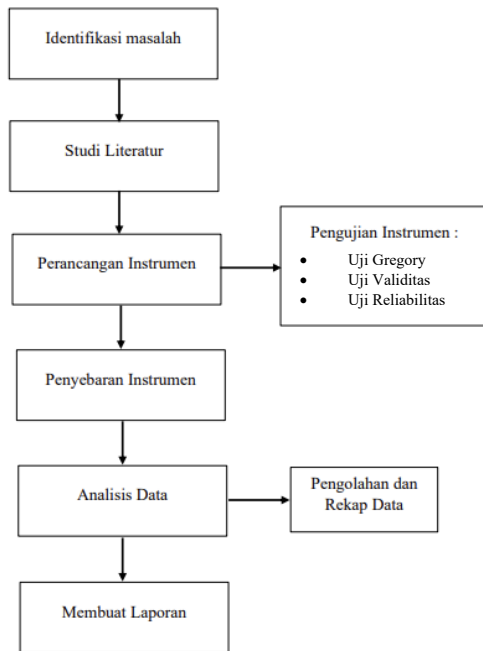 Identifikasi masalah
Studi Literatur
Perancangan Instrumen
Pengujian Instrumen :
• Uji Gregory
• Uji Validitas
• Uji Reliabilitas
Penyebaran Instrumen
Analisis Data
Pengolahan dan
Rekap Data
Membuat Laporan